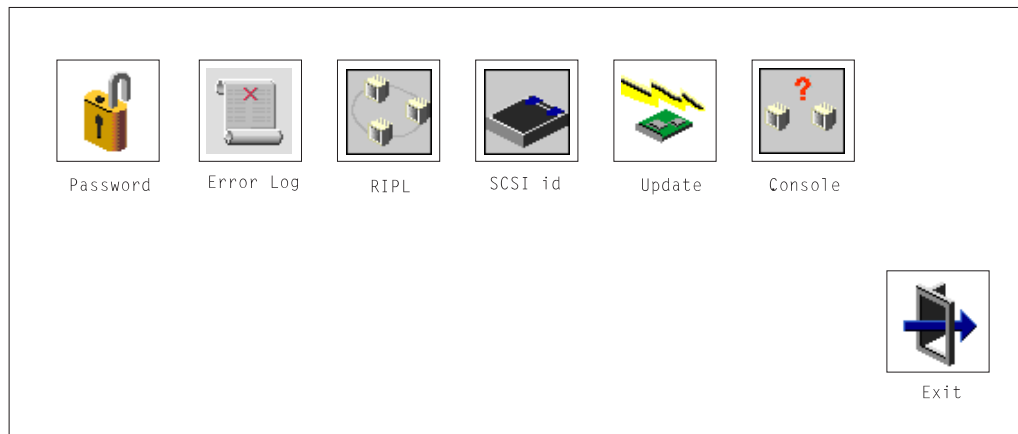 Password
Error Log
RIPL
SCSI id
Update
Console
?
Exit